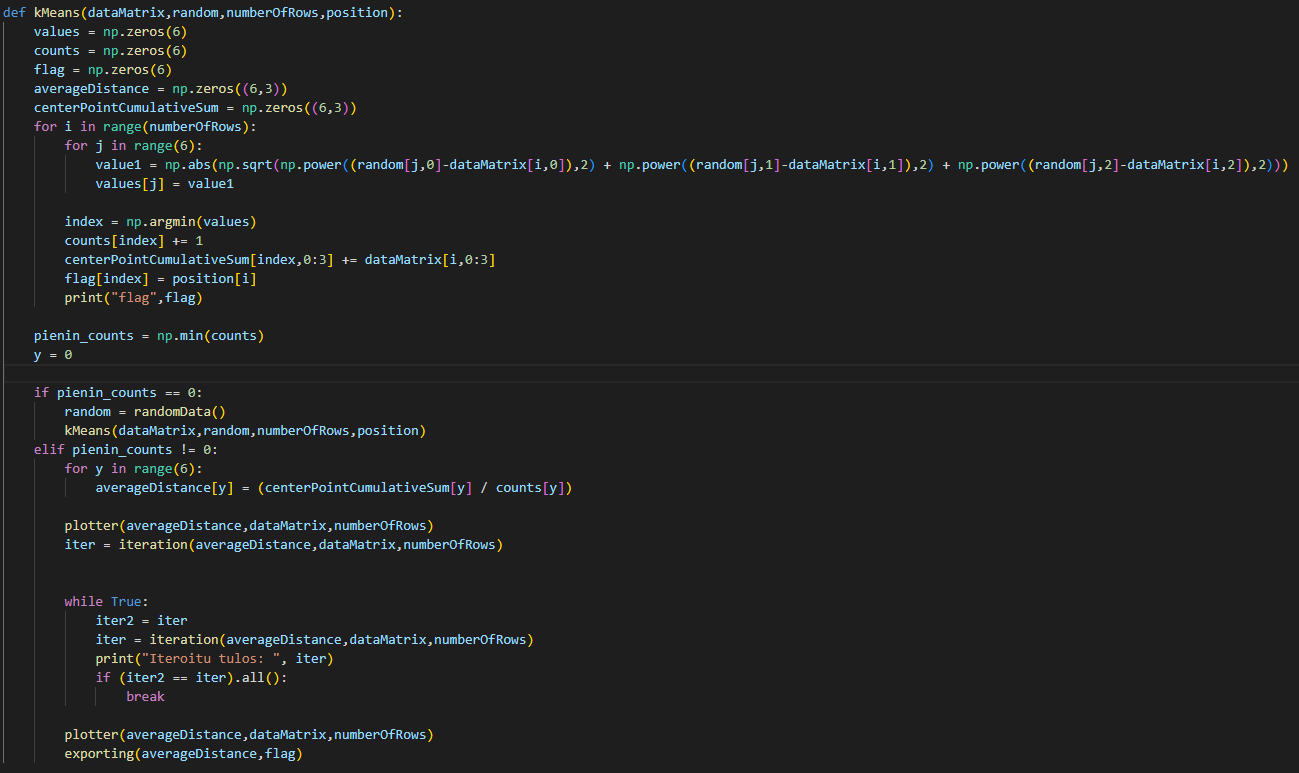 def kMeans(dataMatrix,random,numberOfRows,position):
    values = np.zeros(6)
    counts = np.zeros(6)
    flag = np.zeros(6)
    averageDistance = np.zeros((6,3))
    centerPointCumulativeSum = np.zeros((6,3))
    for i in range(numberOfRows):
        for j in range(6):
            value1 = np.abs(np.sqrt(np.power((random[j,0]-dataMatrix[i,0]),2) + np.power((random[j,1]-dataMatrix[i,1]),2) + np.power((random[j,2]-dataMatrix[i,2]),2)))
            values[j] = value1

        index = np.argmin(values)
        counts[index] += 1
        centerPointCumulativeSum[index,0:3] += dataMatrix[i,0:3]
        flag[index] = position[i]
        print("flag",flag)

    pienin_counts = np.min(counts)
    y = 0

    if pienin_counts == 0:
        random = randomData()
        kMeans(dataMatrix,random,numberOfRows,position)
    elif pienin_counts != 0:
        for y in range(6):
            averageDistance[y] = (centerPointCumulativeSum[y] / counts[y])

        plotter(averageDistance,dataMatrix,numberOfRows)
        iter = iteration(averageDistance,dataMatrix,numberOfRows)


        while True:
            iter2 = iter
            iter = iteration(averageDistance,dataMatrix,numberOfRows)
            print("Iteroitu tulos: ", iter)
            if (iter2 == iter).all():
                break

        plotter(averageDistance,dataMatrix,numberOfRows)
        exporting(averageDistance,flag)